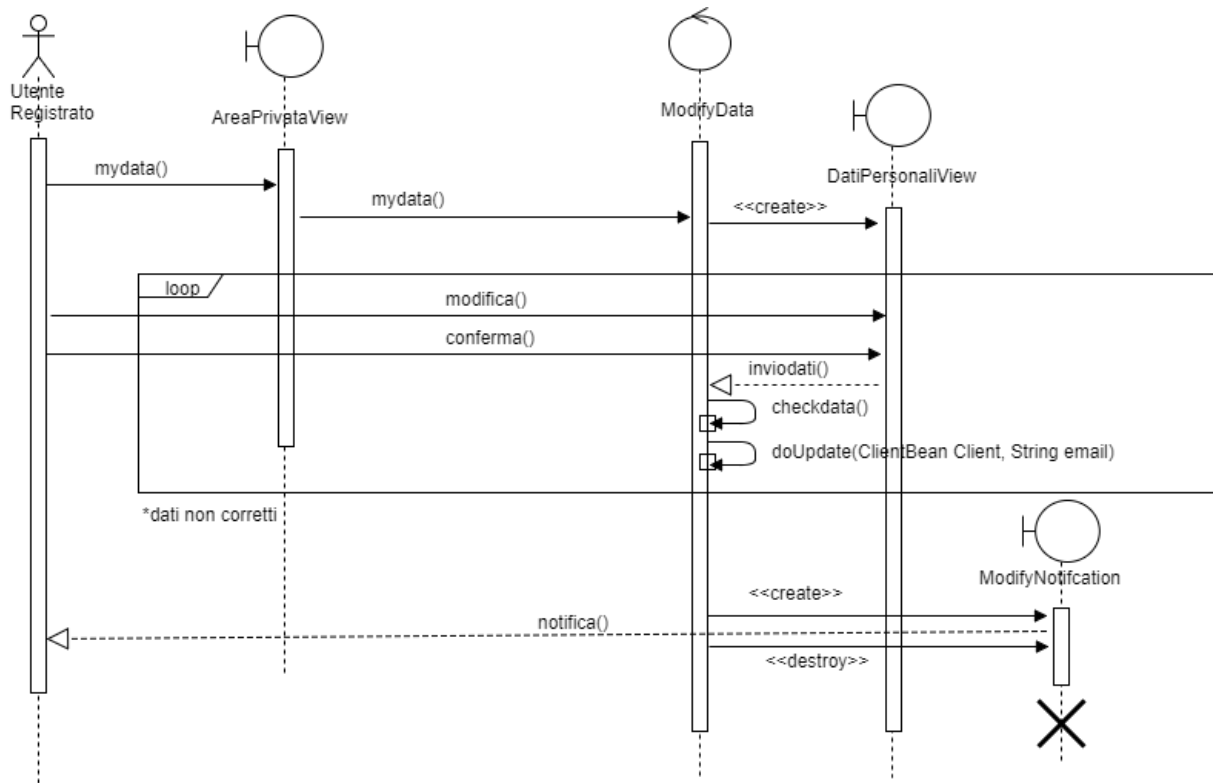 Utente
Registrato
AreaPrivataView
ModifyData
DatiPersonaliView
mydata()
mydata()
<<create>>
loop
modifica()
conferma()
inviodati()
checkdata()
doUpdate(ClientBean Client, String email)
*dati non corretti
ModifyNotifcation
<<create>>
notifica()
<<destroy>>